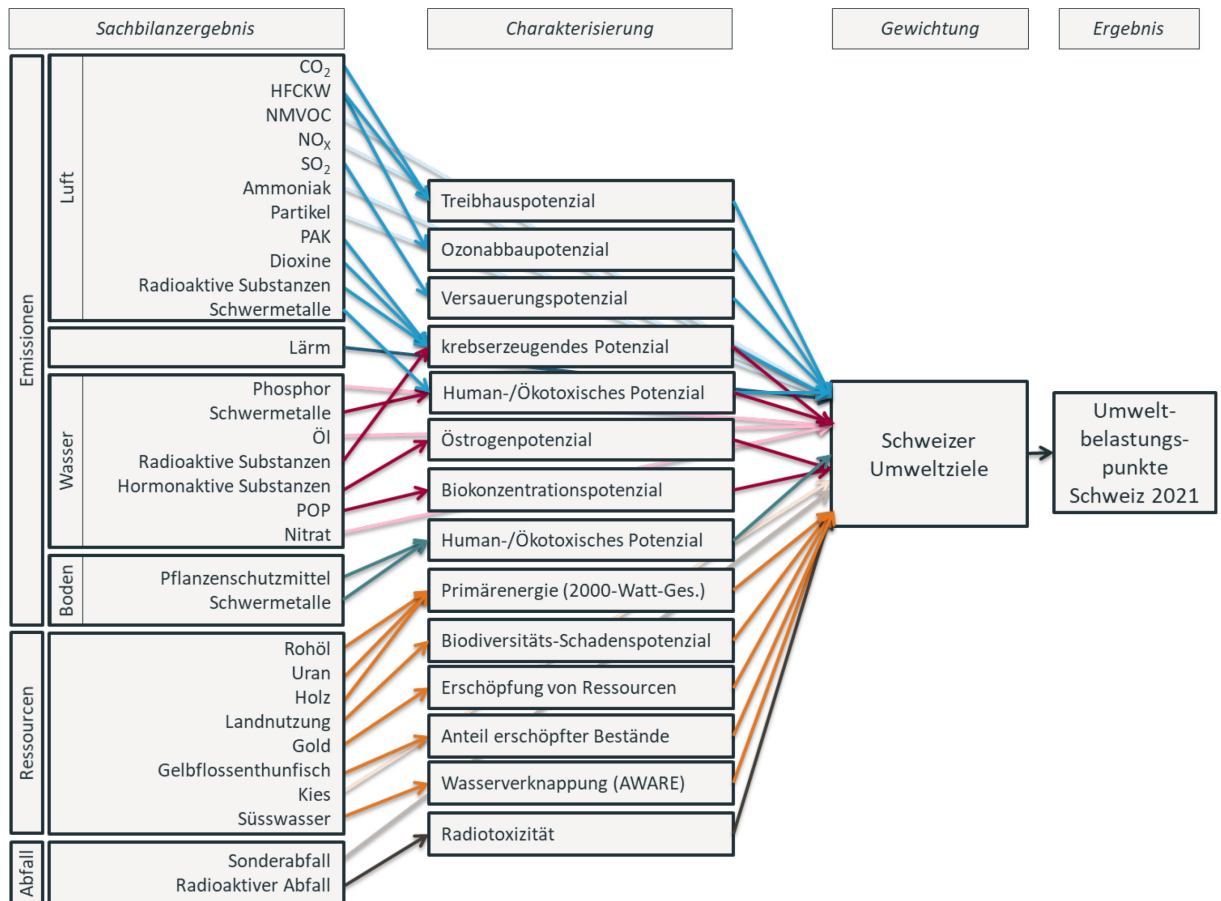 Sachbilanzergebnis
Charakterisierung
Gewichtung
Ergebnis
Emissionen
Luft
CO₂
HFCKW
NMVOC
NOₓ
SO₂
Ammoniak
Partikel
PAK
Dioxine
Radioaktive Substanzen
Schwermetalle
Lärm
Wasser
Phosphor
Schwermetalle
Öl
Radioaktive Substanzen
Hormonaktive Substanzen
POP
Nitrat
Boden
Pflanzenschutzmittel
Schwermetalle
Ressourcen
Rohöl
Uran
Holz
Landnutzung
Gold
Gelbflossenthunfisch
Kies
Süsswasser
Abfall
Sonderabfall
Radioaktiver Abfall
Treibhauspotenzial
Ozonabbaupotenzial
Versauerungspotenzial
krebserzeugendes Potenzial
Human-/Ökotoxisches Potenzial
Östrogenpotenzial
Biokonzentrationspotenzial
Human-/Ökotoxisches Potenzial
Primärenergie (2000-Watt-Ges.)
Biodiversitäts-Schadenspotenzial
Erschöpfung von Ressourcen
Anteil erschöpfter Bestände
Wasserverknappung (AWARE)
Radiotoxizität
Schweizer
Umweltziele
Umwelt-
belastungs-
punkte
Schweiz 2021